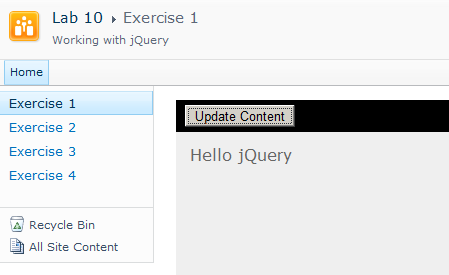 Lab 10 ▸ Exercise 1
Working with jQuery
Home
Exercise 1
Exercise 2
Exercise 3
Exercise 4
Recycle Bin
All Site Content
Update Content
Hello jQuery